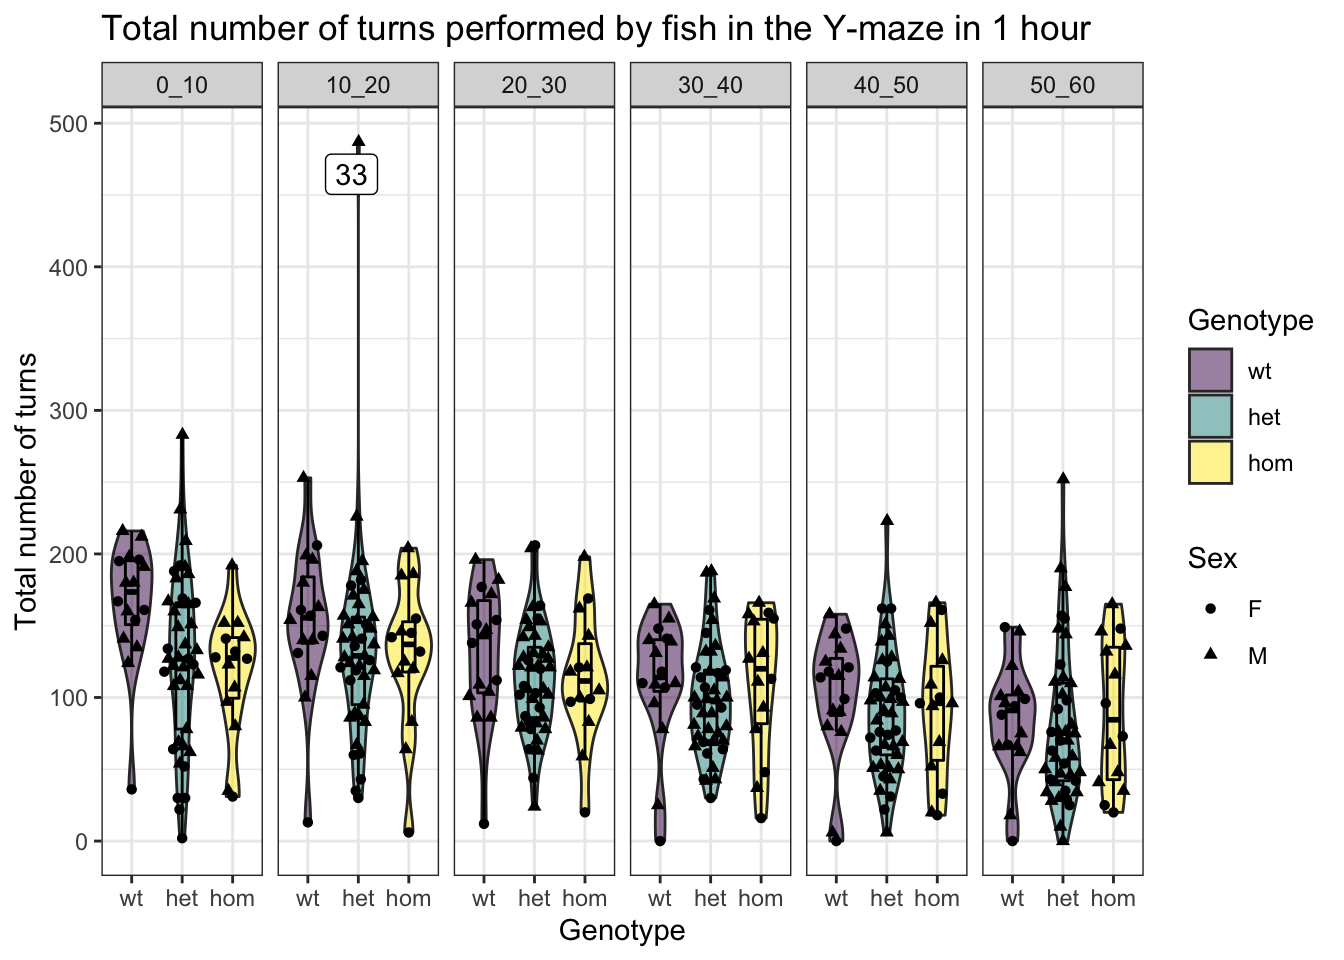 Total number of turns performed by fish in the Y-maze in 1 hour
0_10 10_20 20_30 30_40 40_50 50_60
500
400
300
200
100
0
33
Total number of turns
wt het hom wt het hom wt het hom wt het hom wt het hom wt het hom
Genotype
Genotype
wt
het
hom
Sex
F
M